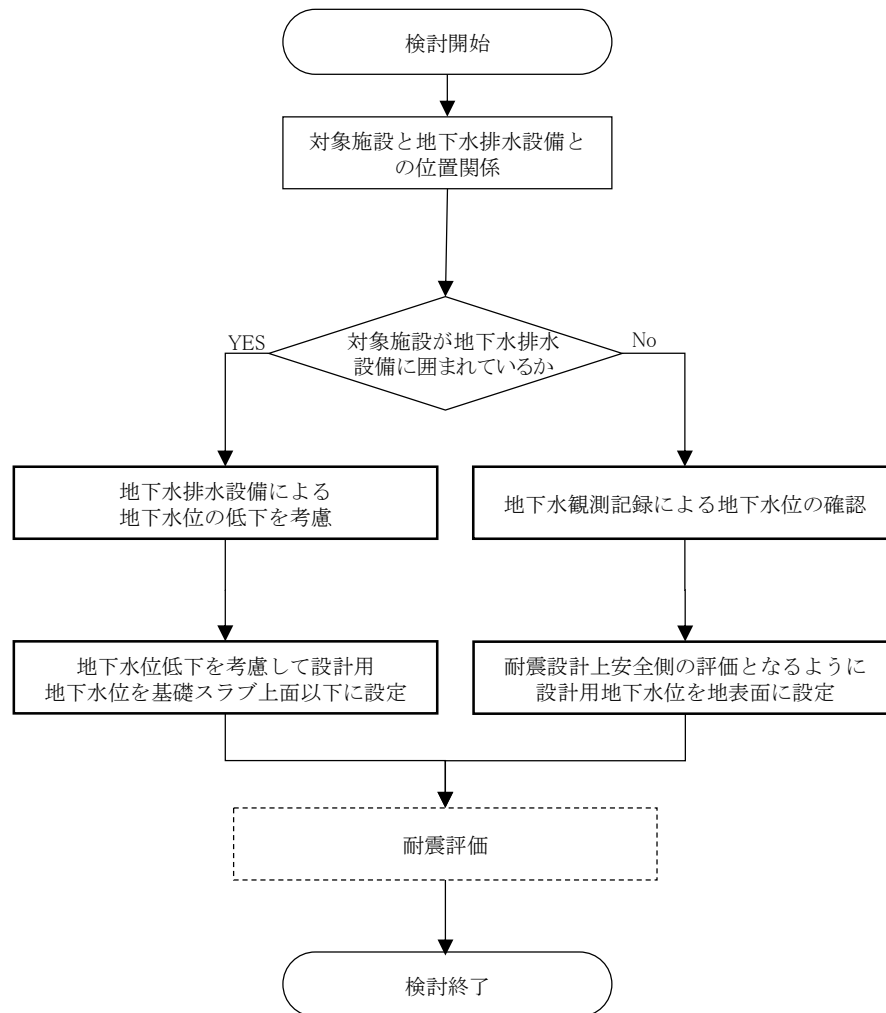 検討開始
対象施設と地下水排水設備と
の位置関係
対象施設が地下水排水
設備に囲まれているか
YES
No
地下水排水設備による
地下水位の低下を考慮
地下水観測記録による地下水位の確認
地下水位低下を考慮して設計用
地下水位を基礎スラブ上面以下に設定
耐震設計上安全側の評価となるように
設計用地下水位を地表面に設定
耐震評価
検討終了